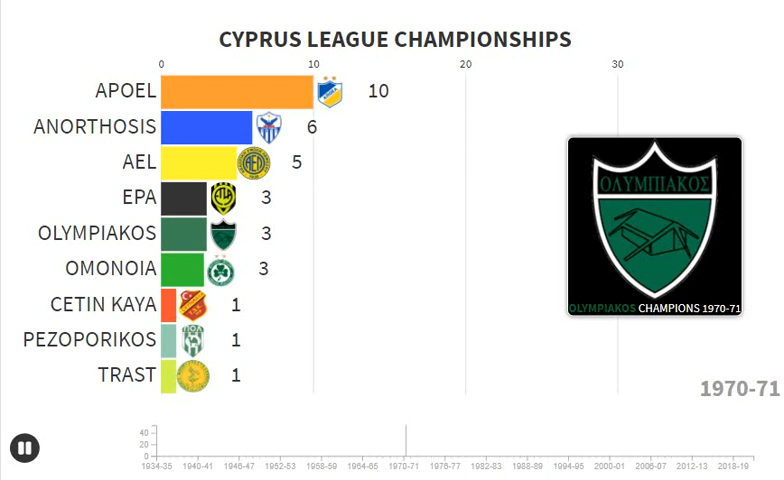 CYPRUS LEAGUE CHAMPIONSHIPS
0 10 20 30
APOEL 10
ANORTHOSIS 6
AEL 5
EPA 3
OLYMPIAKOS 3
OMONOIA 3
CETIN KAYA 1
PEZOPORIKOS 1
TRAST 1
ΟΛΥΜΠΙΑΚΟΣ
OLYMPIAKOS CHAMPIONS 1970-71
1970-71
40
20
0
1934-35 1940-41 1946-47 1952-53 1958-59 1964-65 1970-71 1976-77 1982-83 1988-89 1994-95 2000-01 2006-07 2012-13 2018-19